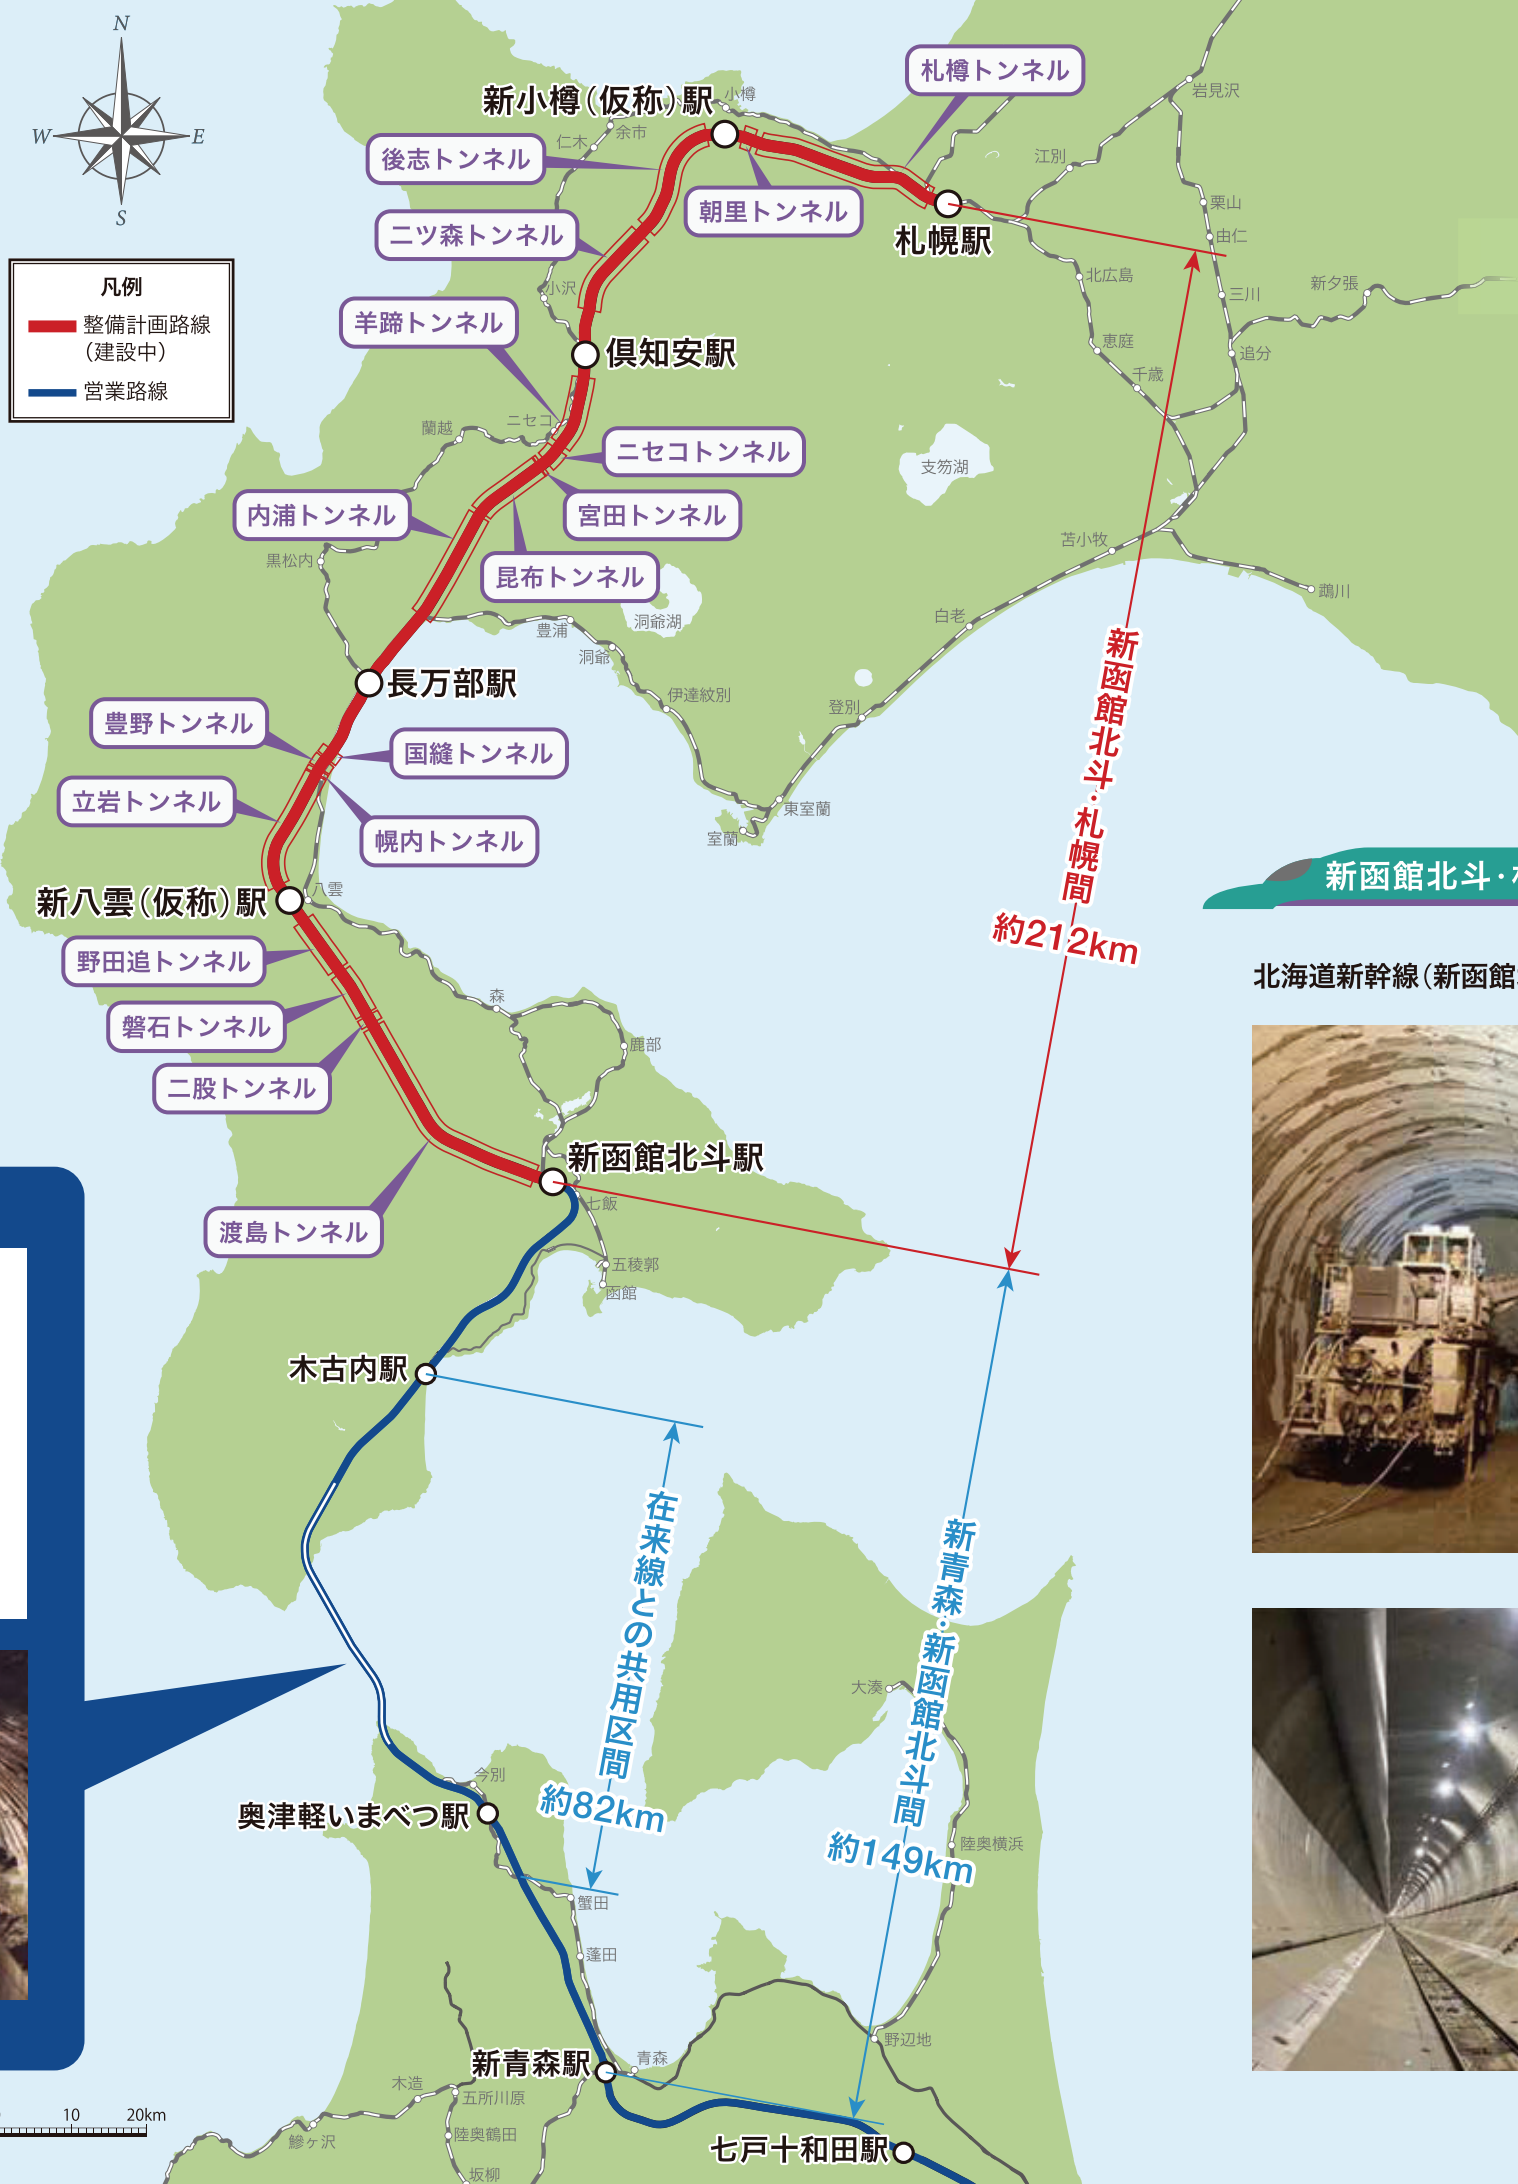 N
W
E
S
凡例
整備計画路線
（建設中）
営業路線
新小樽（仮称）駅
小樽
札樽トンネル
岩見沢
余市
仁木
後志トンネル
江別
朝里トンネル
二ツ森トンネル
札幌駅
栗山
由仁
北広島
新夕張
三川
小沢
羊蹄トンネル
倶知安駅
恵庭
追分
千歳
蘭越
ニセコ
ニセコトンネル
支笏湖
内浦トンネル
宮田トンネル
苫小牧
黒松内
昆布トンネル
鵡川
白老
洞爺湖
豊浦
洞爺
新函館北斗・札幌間
約212km
長万部駅
伊達紋別
登別
豊野トンネル
国縫トンネル
立岩トンネル
東室蘭
室蘭
幌内トンネル
新函館北斗・
八雲
新八雲（仮称）駅
野田追トンネル
北海道新幹線（新函館
森
磐石トンネル
鹿部
二股トンネル
新函館北斗駅
七飯
渡島トンネル
五稜郭
函館
木古内駅
在来線との共用区間
約82km
新青森・新函館北斗間
約149km
大湊
今別
奥津軽いまべつ駅
陸奥横浜
蟹田
蓬田
野辺地
新青森駅
青森
木造
五所川原
10
20km
鰺ヶ沢
陸奥鶴田
七戸十和田駅
坂柳